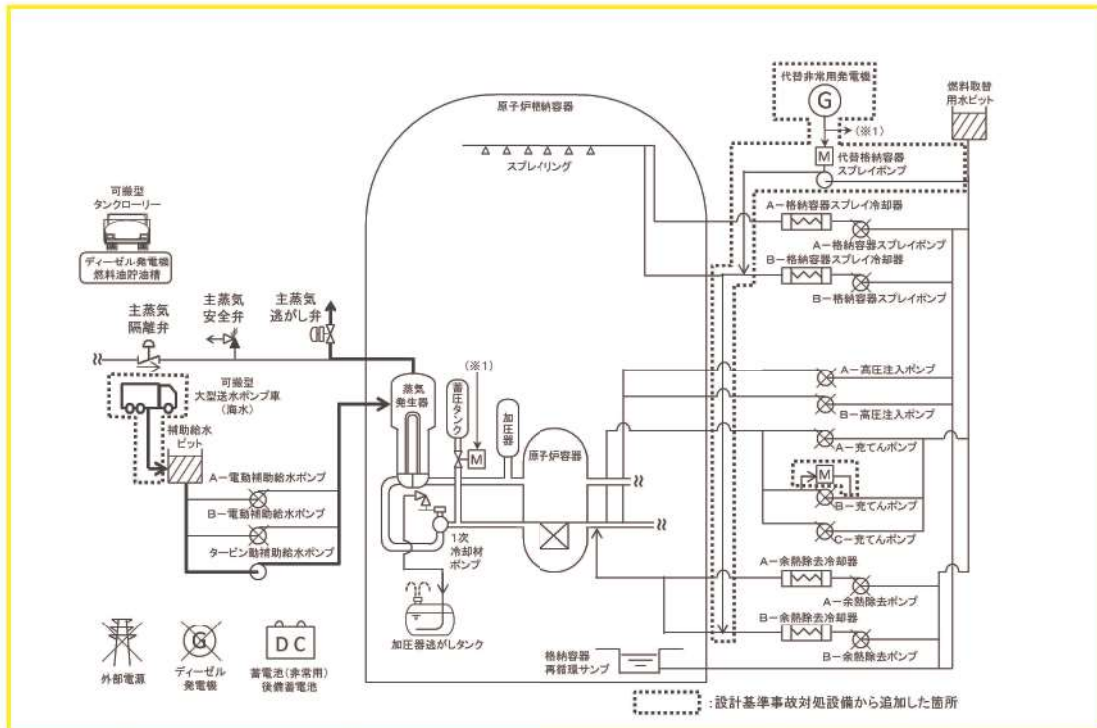 原子炉格納容器
スプレイリング
代替非常用発電機
G
(※1)
M
代替格納容器
スプレイポンプ
燃料取替
用水ピット
A-格納容器スプレイ冷却器
A-格納容器スプレイポンプ
B-格納容器スプレイ冷却器
B-格納容器スプレイポンプ
可搬型
タンクローリー
ディーゼル発電機
燃料油貯油槽
主蒸気
隔離弁
主蒸気
安全弁
主蒸気
逃がし弁
可搬型
大型送水ポンプ車
(海水)
補助給水
ピット
A-電動補助給水ポンプ
B-電動補助給水ポンプ
タービン動補助給水ポンプ
蒸気
発生器
蓄圧タンク
(※1)
M
加圧器
原子炉容器
1次
冷却材
ポンプ
加圧器逃がしタンク
A-高圧注入ポンプ
B-高圧注入ポンプ
A-充てんポンプ
M
B-充てんポンプ
C-充てんポンプ
A-余熱除去冷却器
A-余熱除去ポンプ
B-余熱除去冷却器
B-余熱除去ポンプ
格納容器
再循環サンプ
外部電源
G
ディーゼル
発電機
DC
蓄電池(非常用)
後備蓄電池
:設計基準事故対処設備から追加した箇所